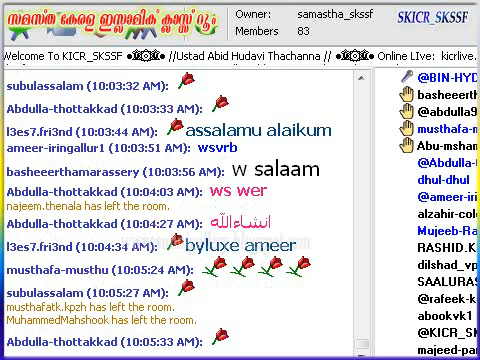 സമസ്ത കേരള ഇസ്ലാമിക് ക്ലാസ്സ് റൂം
Owner: samastha_skssf
Members 83
SKICR_SKSSF
Welcome To KICR_SKSSF //Ustad Abid Hudavi Thachanna // Online LIve: kicrlive.
subulassalam (10:03:32 AM):
Abdulla-thottakkad (10:03:33 AM):
l3es7.fri3nd (10:03:44 AM): assalamu alaikum
ameer-iringallur1 (10:03:51 AM): wsvrb
basheeerthamarassery (10:03:56 AM): w salaam
Abdulla-thottakkad (10:04:03 AM): ws wer
najeem.thenala has left the room.
Abdulla-thottakkad (10:04:27 AM): انشاءالله
l3es7.fri3nd (10:04:34 AM): byluxe ameer
musthafa-musthu (10:05:24 AM):
subulassalam (10:05:27 AM):
musthafatk.kpzh has left the room.
MuhammedMahshook has left the room.
Abdulla-thottakkad (10:05:33 AM):
@BIN-HYD
basheeerthe
@abdulla9
musthafa-m
Abu-msham
@Abdulla-t
dhul-dhul
@ameer-iri
alzahir-colo
Mujeeb-Ra
RASHID.K
dilshad_vp
SAALURAS
@rafeek-k
abookvk1
@KICR_SK
majeed-pa